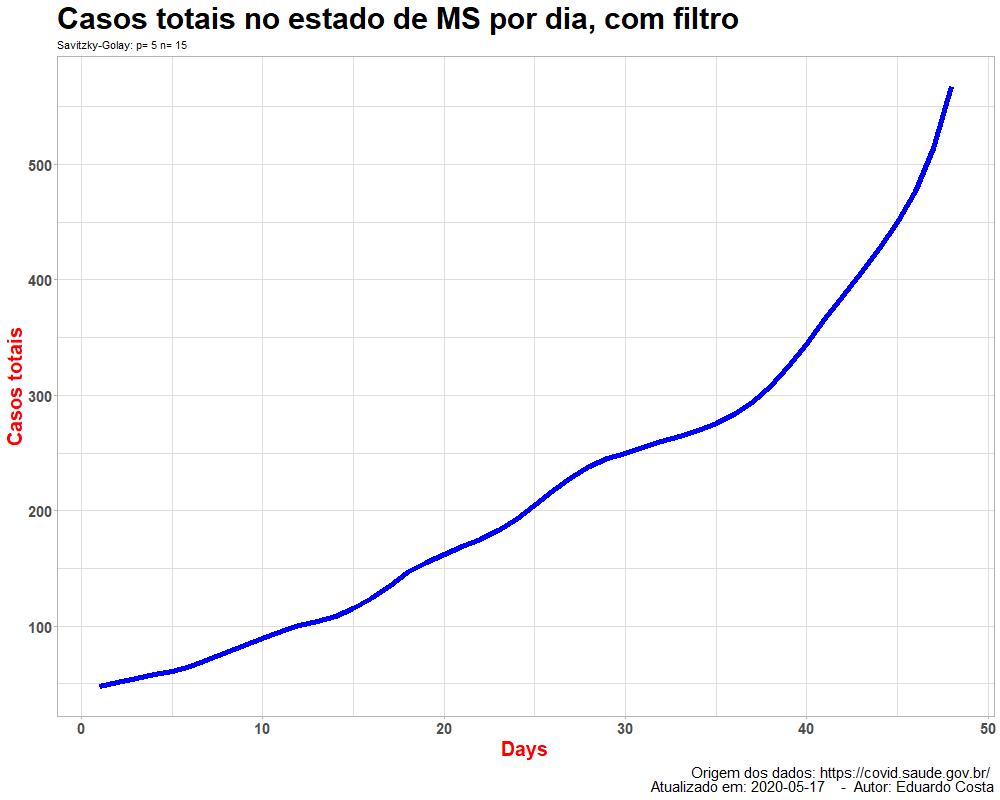 Casos totais no estado de MS por dia, com filtro
Savitzky-Golay: p= 5 n= 15
Casos totais
500
400
300
200
100
0 10 20 30 40 50
Days
Origem dos dados: https://covid.saude.gov.br/
Atualizado em: 2020-05-17 - Autor: Eduardo Costa